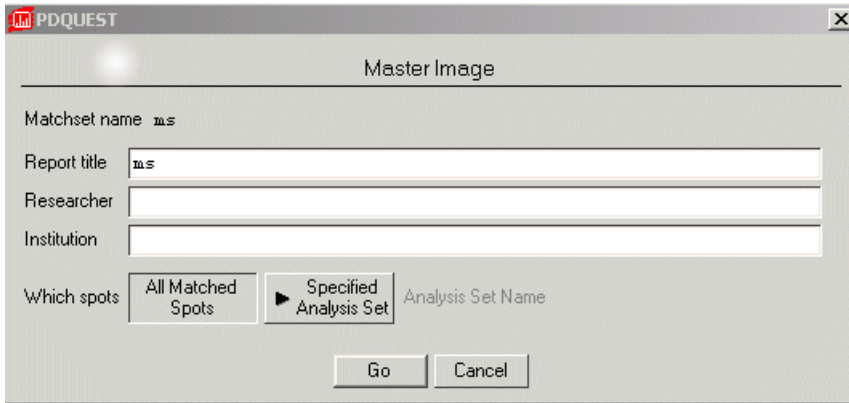 PDQUEST
Master Image
Matchset name ms
Report title ms
Researcher
Institution
Which spots All Matched Spots Specified Analysis Set Analysis Set Name
Go Cancel